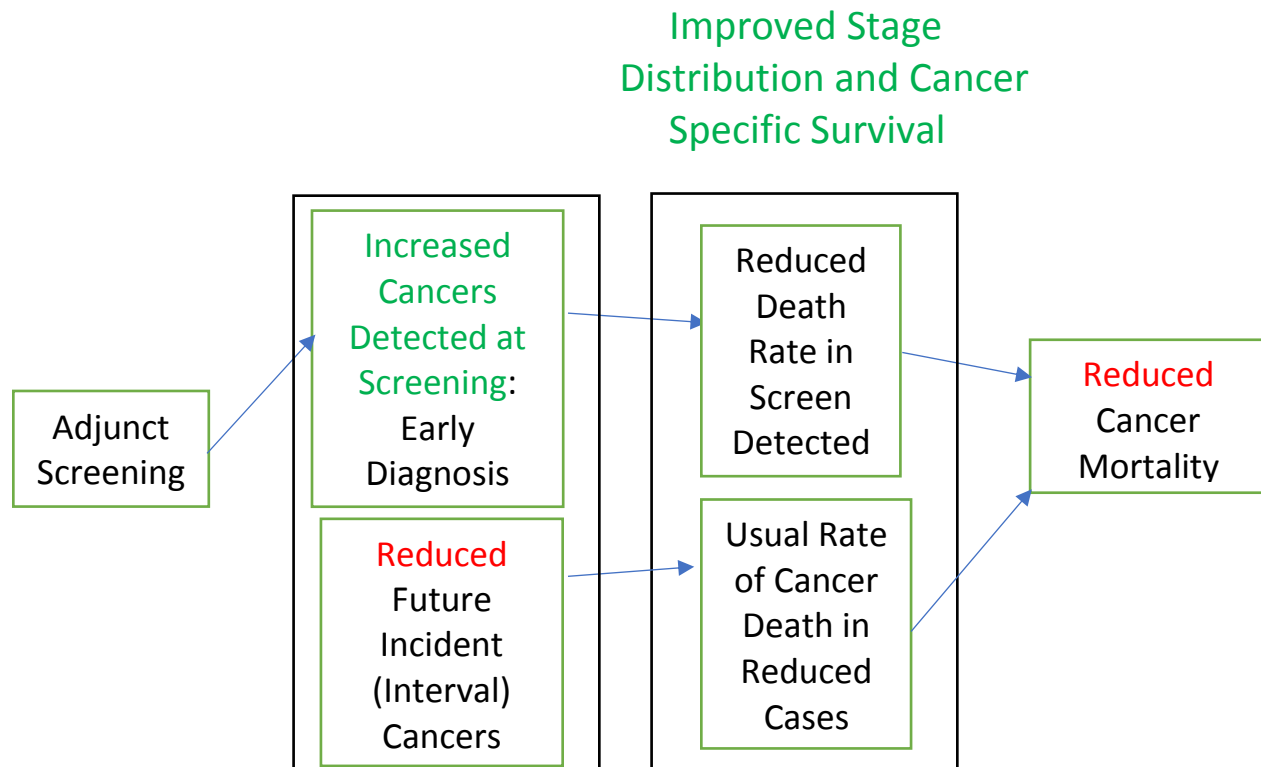 Improved Stage
Distribution and Cancer
Specific Survival
Adjunct
Screening
Increased
Cancers
Detected at
Screening:
Early
Diagnosis
Reduced
Future
Incident
(Interval)
Cancers
Reduced
Death
Rate in
Screen
Detected
Usual Rate
of Cancer
Death in
Reduced
Cases
Reduced
Cancer
Mortality